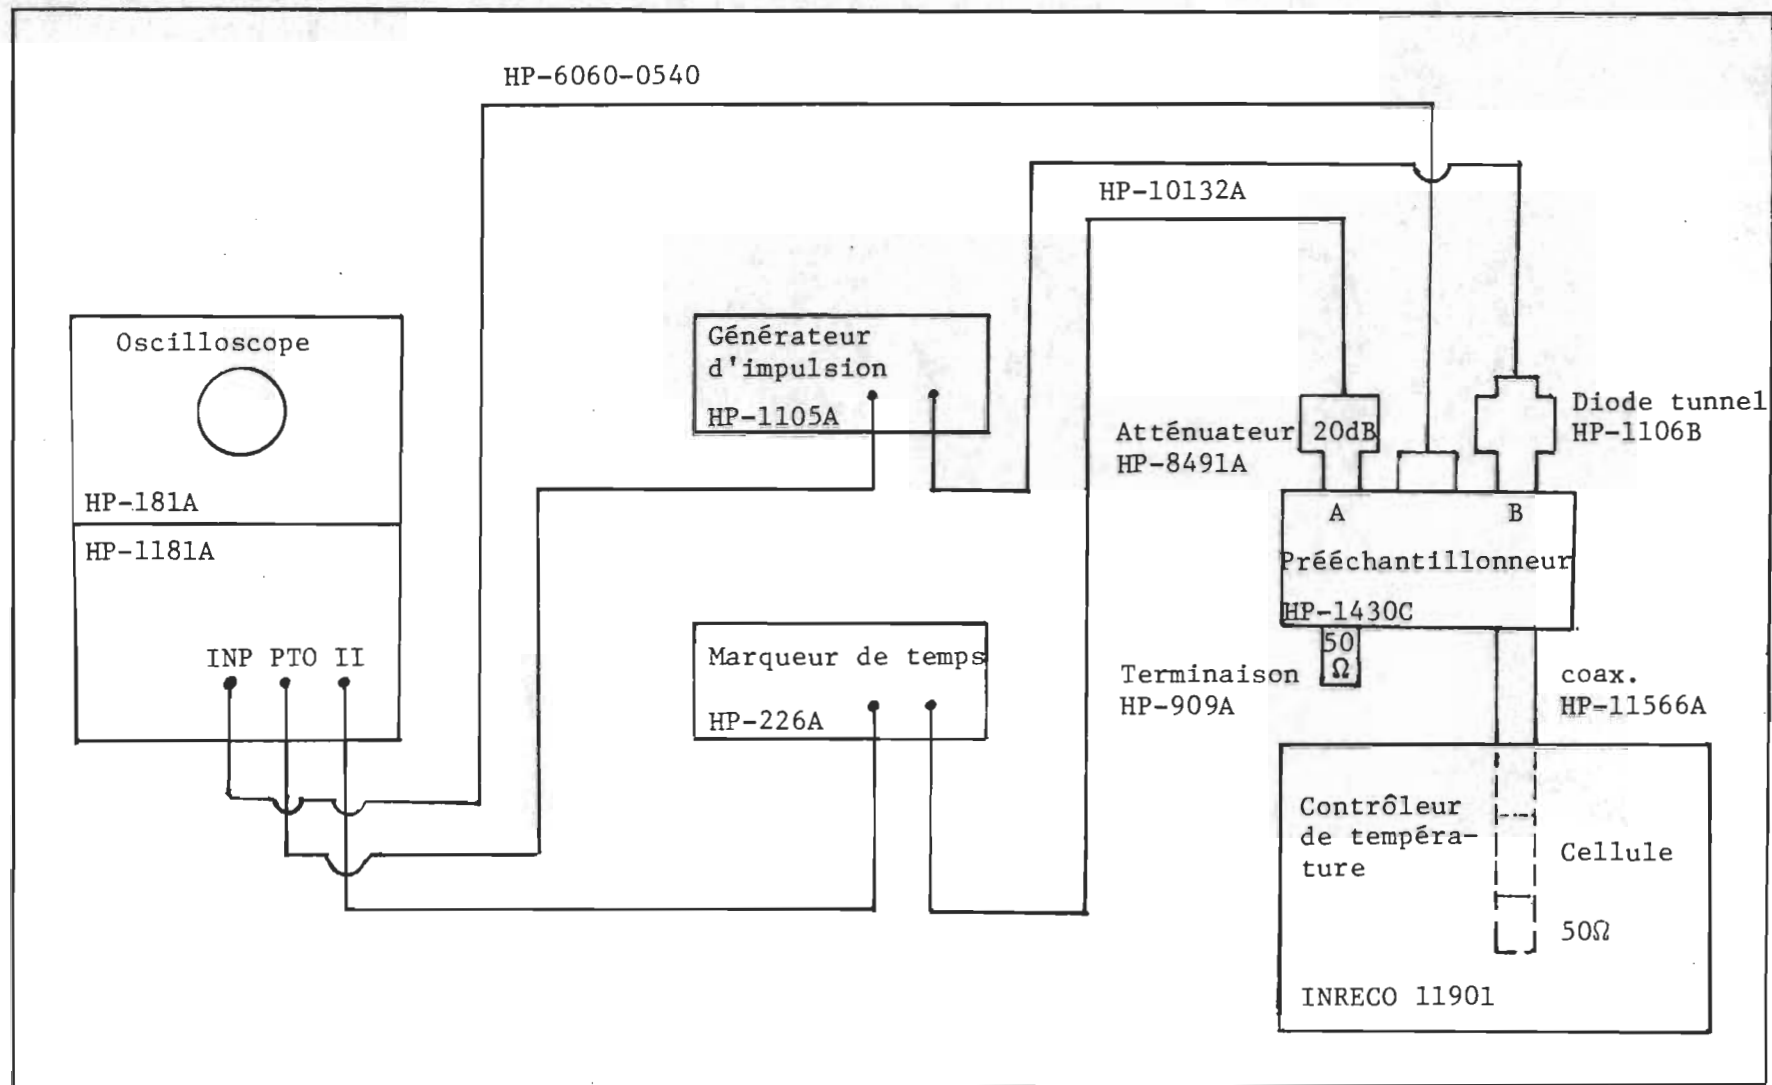 HP-6060-0540
HP-10132A
Oscilloscope
HP-181A
HP-1181A
INP PTO II
Générateur
d'impulsion
HP-1105A
Marqueur de temps
HP-226A
Atténuateur 20dB
HP-8491A
Diode tunnel
HP-1106B
A B
Prééchantillonneur
HP-1430C
50
Ω
Terminaison
HP-909A
coax.
HP-11566A
Contrôleur
de tempéra-
ture
Cellule
50Ω
INRECO 11901